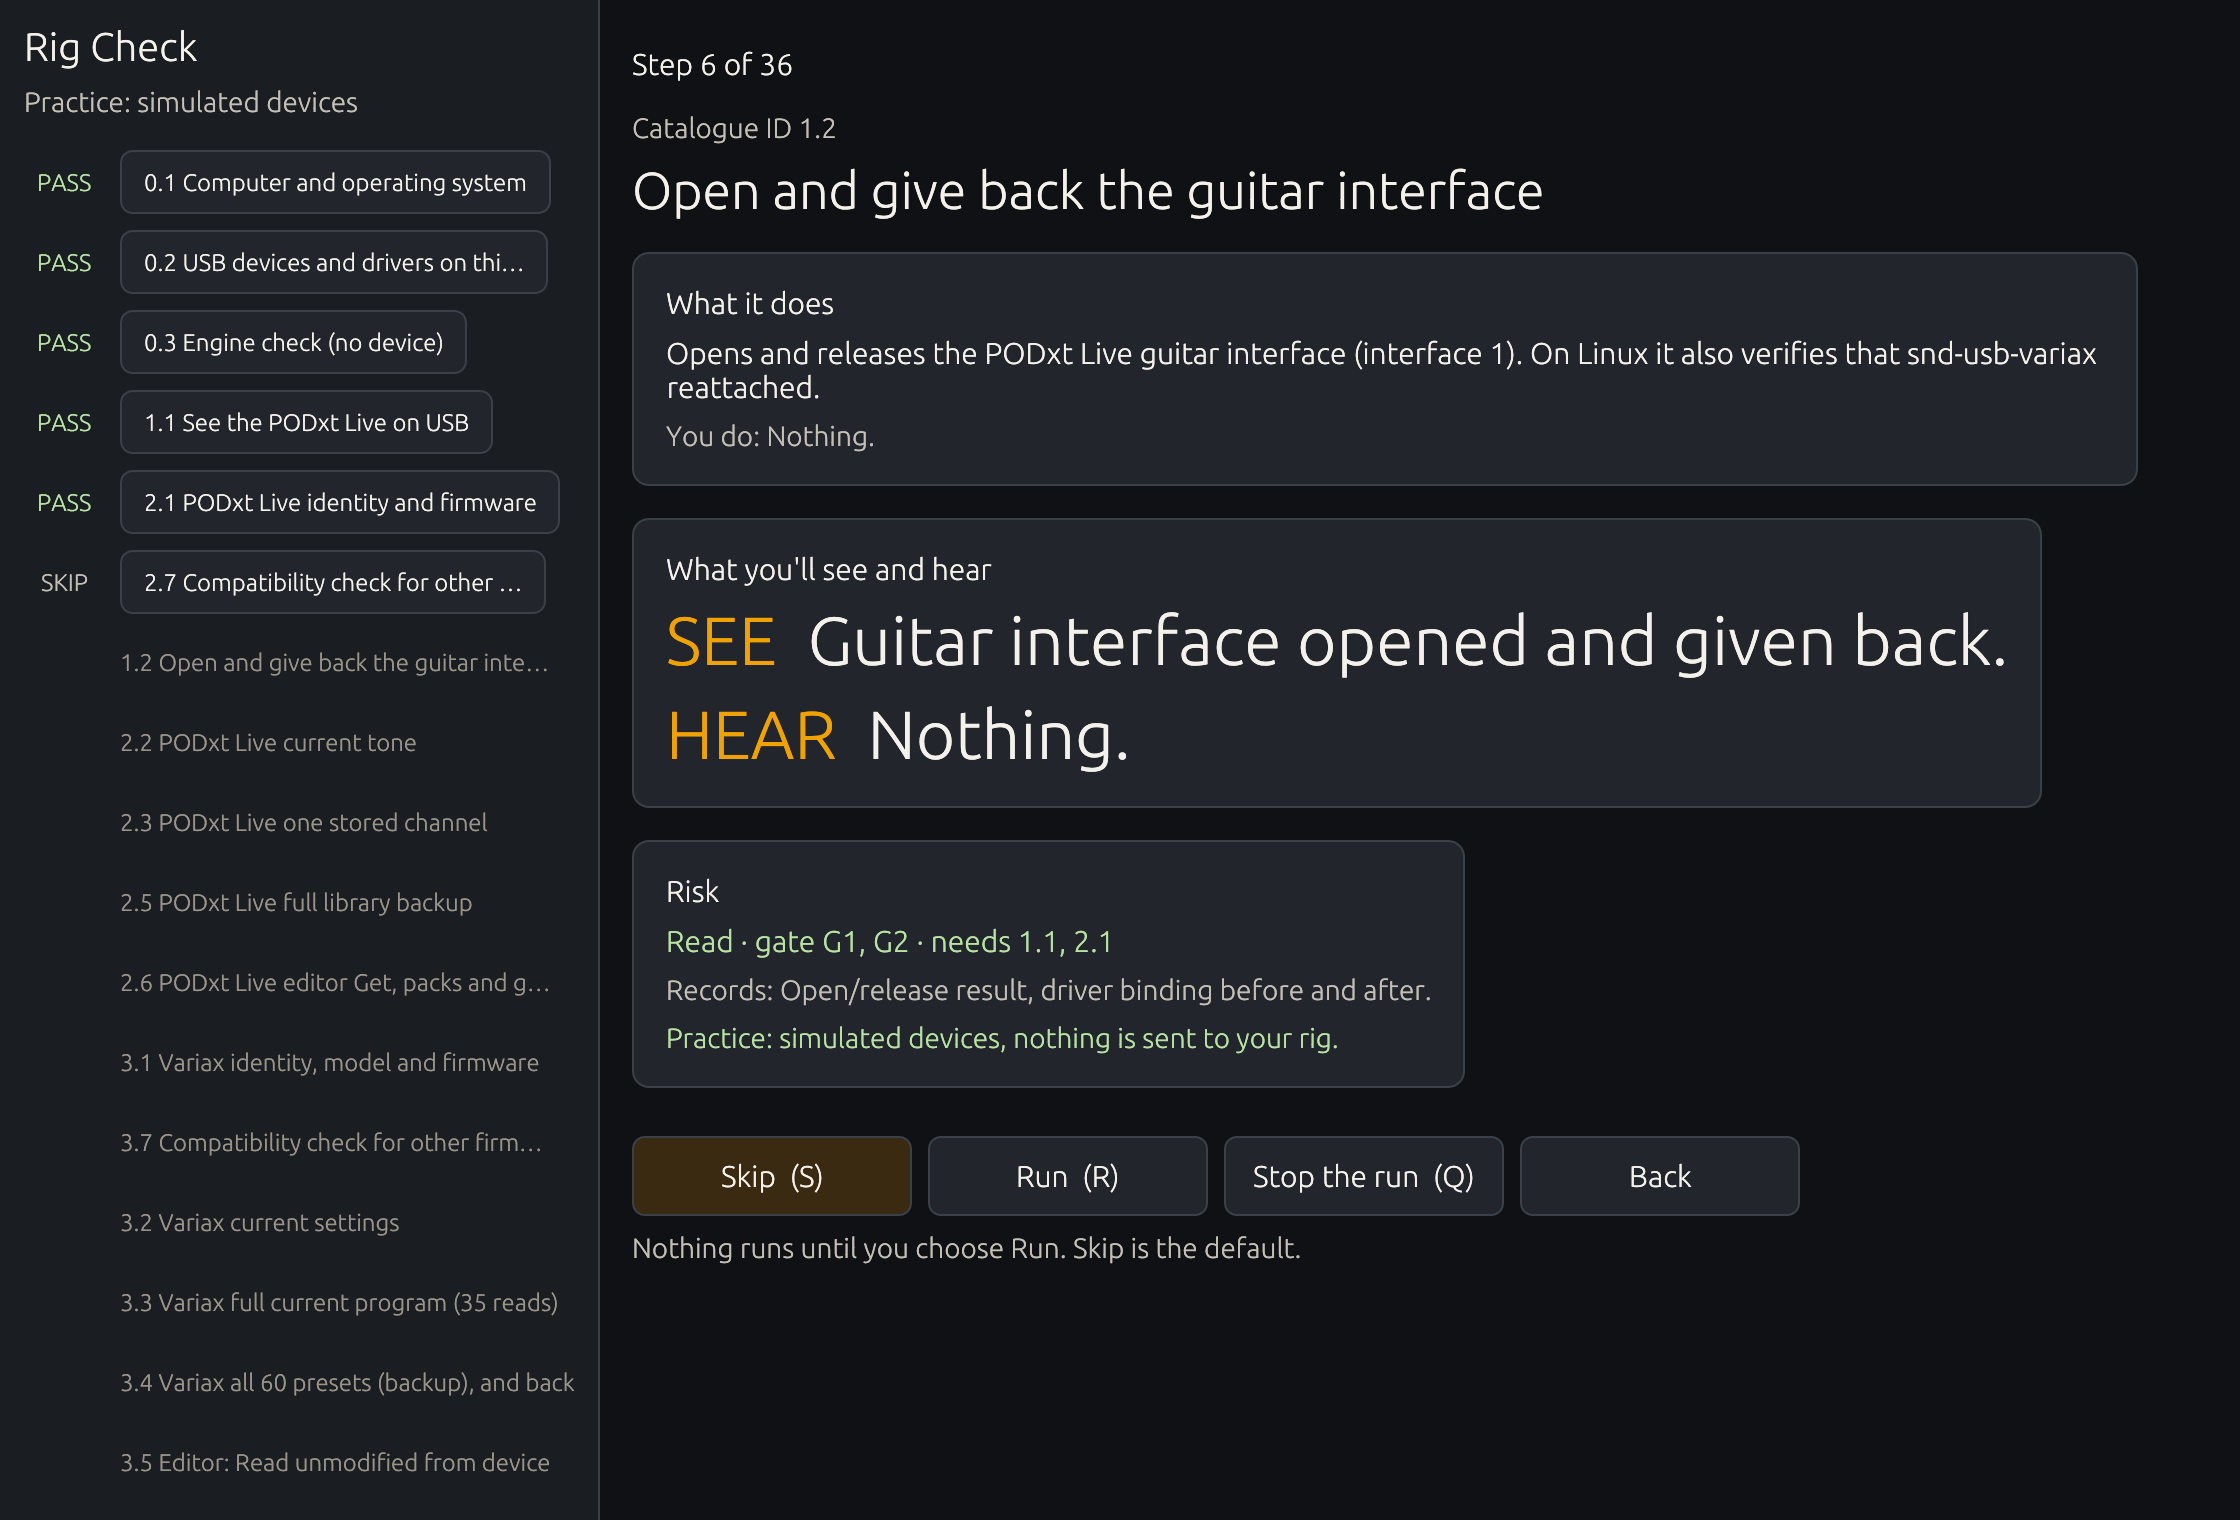 Rig Check
Practice: simulated devices
PASS 0.1 Computer and operating system
PASS 0.2 USB devices and drivers on thi…
PASS 0.3 Engine check (no device)
PASS 1.1 See the PODxt Live on USB
PASS 2.1 PODxt Live identity and firmware
SKIP 2.7 Compatibility check for other …
1.2 Open and give back the guitar inte…
2.2 PODxt Live current tone
2.3 PODxt Live one stored channel
2.5 PODxt Live full library backup
2.6 PODxt Live editor Get, packs and g…
3.1 Variax identity, model and firmware
3.7 Compatibility check for other firm…
3.2 Variax current settings
3.3 Variax full current program (35 reads)
3.4 Variax all 60 presets (backup), and back
3.5 Editor: Read unmodified from device
Step 6 of 36
Catalogue ID 1.2
Open and give back the guitar interface
What it does
Opens and releases the PODxt Live guitar interface (interface 1). On Linux it also verifies that snd-usb-variax
reattached.
You do: Nothing.
What you'll see and hear
SEE Guitar interface opened and given back.
HEAR Nothing.
Risk
Read · gate G1, G2 · needs 1.1, 2.1
Records: Open/release result, driver binding before and after.
Practice: simulated devices, nothing is sent to your rig.
Skip (S) Run (R) Stop the run (Q) Back
Nothing runs until you choose Run. Skip is the default.